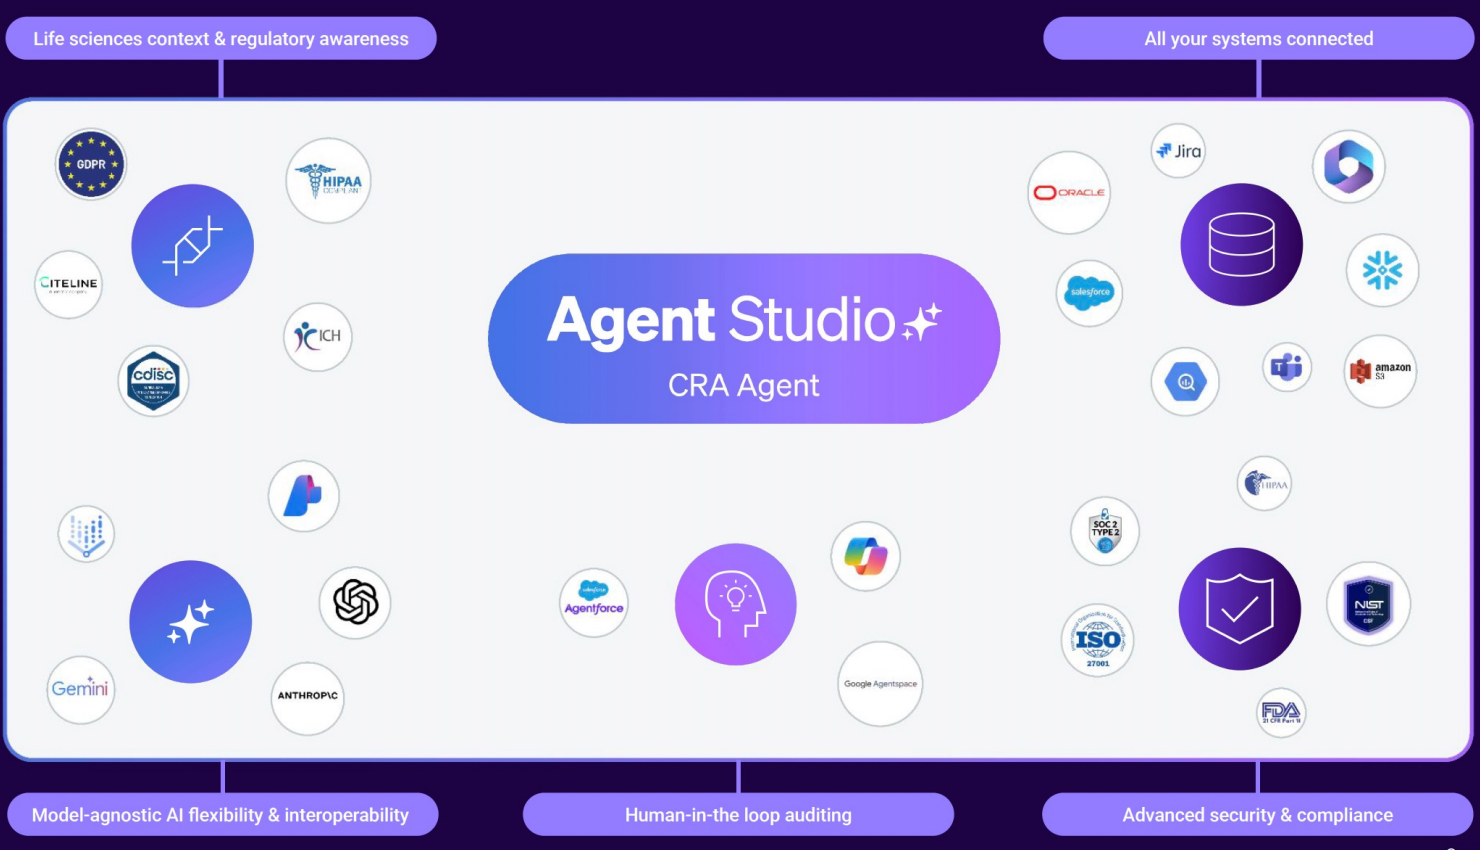 Life sciences context & regulatory awareness
All your systems connected
GDPR
HIPAA
COMPLIANT
CITELINE
ICH
cdisc
Jira
ORACLE
salesforce
amazon
S3
Agent Studio
CRA Agent
Gemini
ANTHROP\C
salesforce
Agentforce
Google Agentspace
HIPAA
SOC 2
TYPE 2
ISO
27001
NIST
CSF
FDA
21 CFR Part 11
Model-agnostic AI flexibility & interoperability
Human-in-the loop auditing
Advanced security & compliance